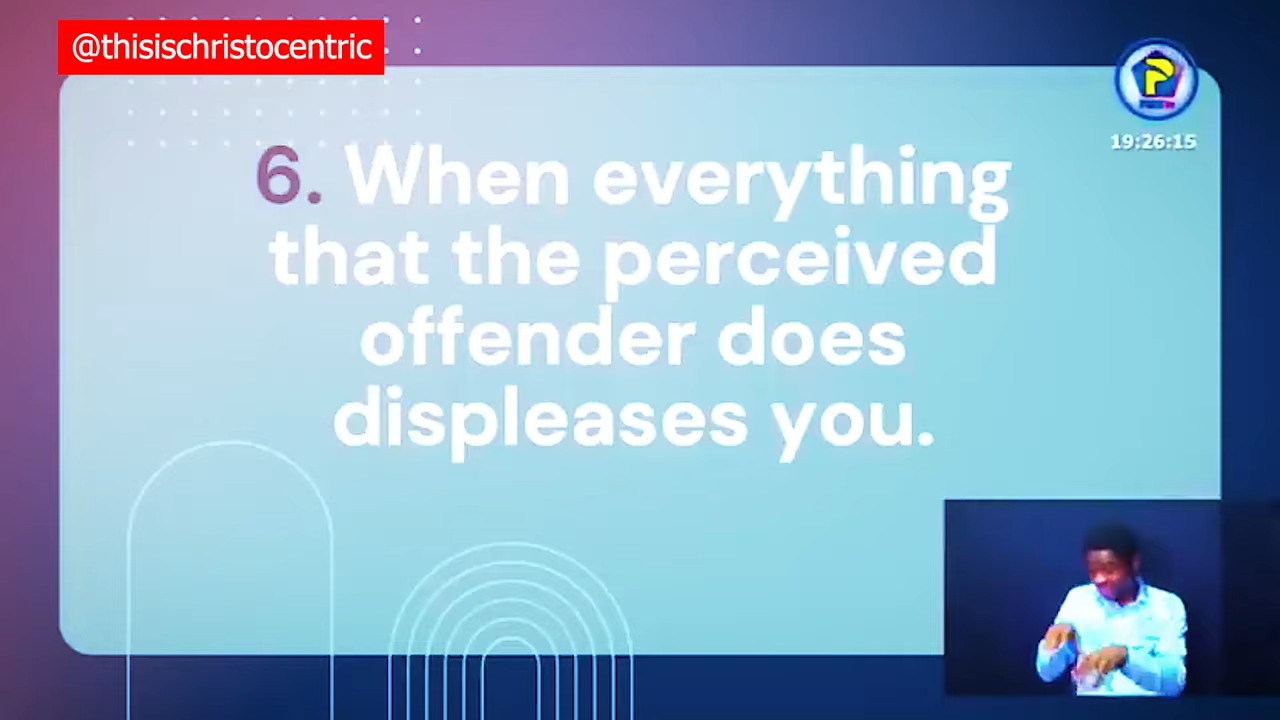 @thisischristocentric
19:26:15
6. When everything
that the perceived
offender does
displeases you.